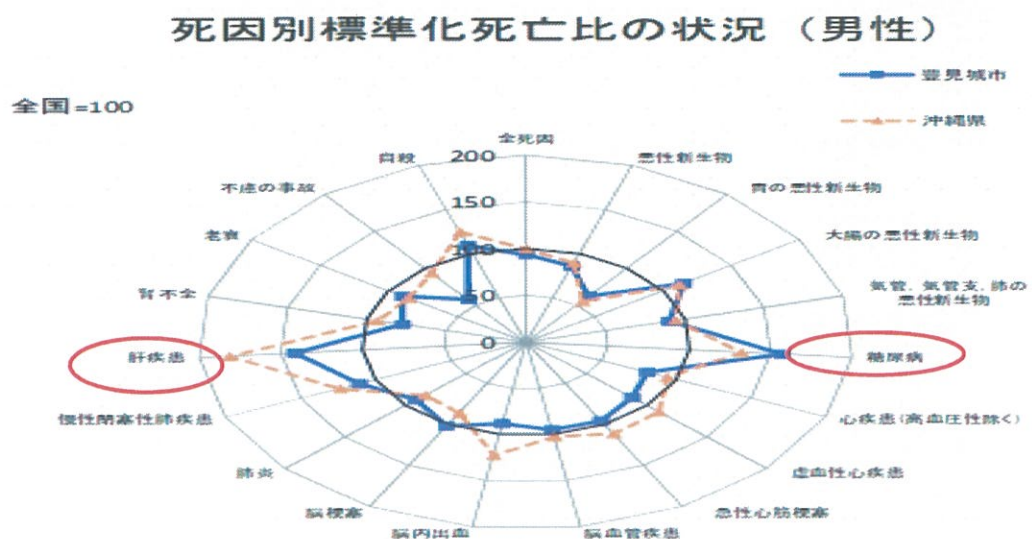 死因別標準化死亡比の状況（男性）
豊見城市
沖縄県
全国=100
全死因
悪性新生物
胃の悪性新生物
大腸の悪性新生物
気管、気管支、肺の
悪性新生物
糖尿病
心疾患(高血圧性除く)
虚血性心疾患
急性心筋梗塞
脳血管疾患
脳内出血
脳梗塞
肺炎
慢性閉塞性肺疾患
肝疾患
腎不全
老衰
不慮の事故
自殺
200
150
100
50
0